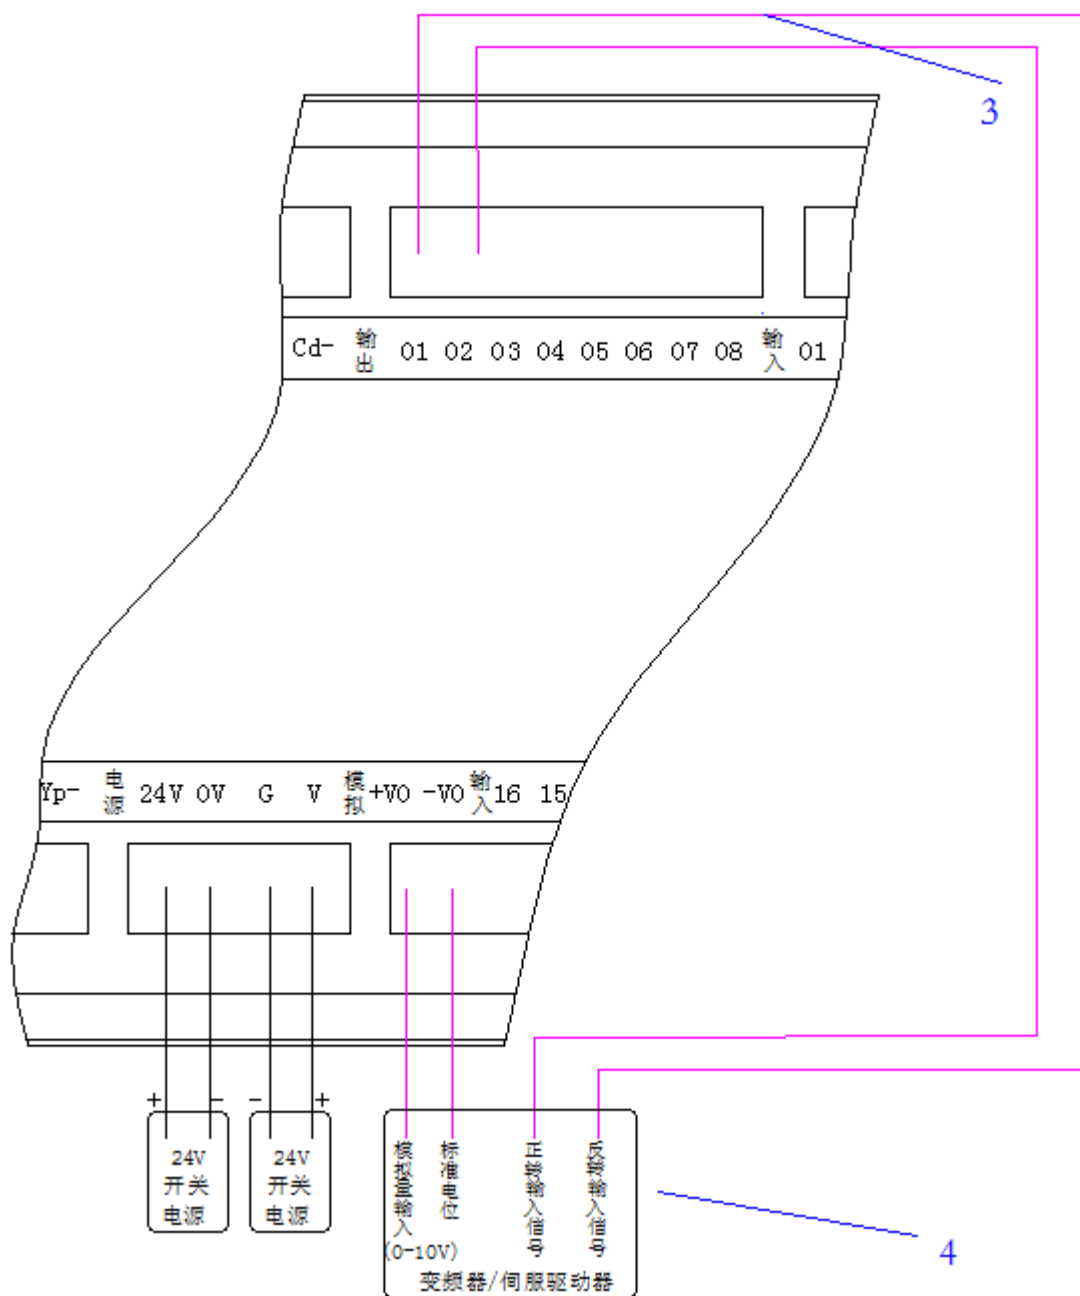 3
Cd- 输出 01 02 03 04 05 06 07 08 输入 01
Yp- 电源 24V 0V G V 模拟 +V0 -V0 输入 16 15
+ - - +
24V
开关
电源
24V
开关
电源
模拟量输入
(0-10V)
标准电位
正转输入信号
反转输入信号
变频器/伺服驱动器
4